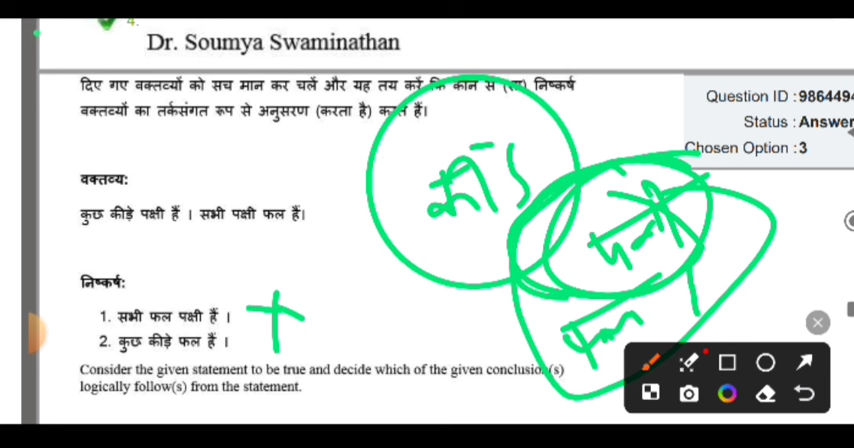 4.
Dr. Soumya Swaminathan
दिए गए वक्तव्यों को सच मान कर चलें और यह तय करें कि कौन सा (से) निष्कर्ष
वक्तव्यों का तर्कसंगत रूप से अनुसरण (करता है) करते हैं।
Question ID : 9864494
Status : Answer
Chosen Option : 3
वक्तव्य:
कुछ कीड़े पक्षी हैं । सभी पक्षी फल हैं।
निष्कर्ष:
1. सभी फल पक्षी हैं ।
2. कुछ कीड़े फल हैं ।
Consider the given statement to be true and decide which of the given conclusion(s)
logically follow(s) from the statement.
पक्षी
फल